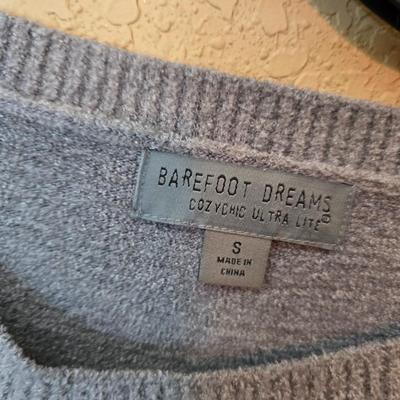 BAREFOOT DREAMS®
COZYCHIC ULTRA LITE
S
MADE IN
CHINA